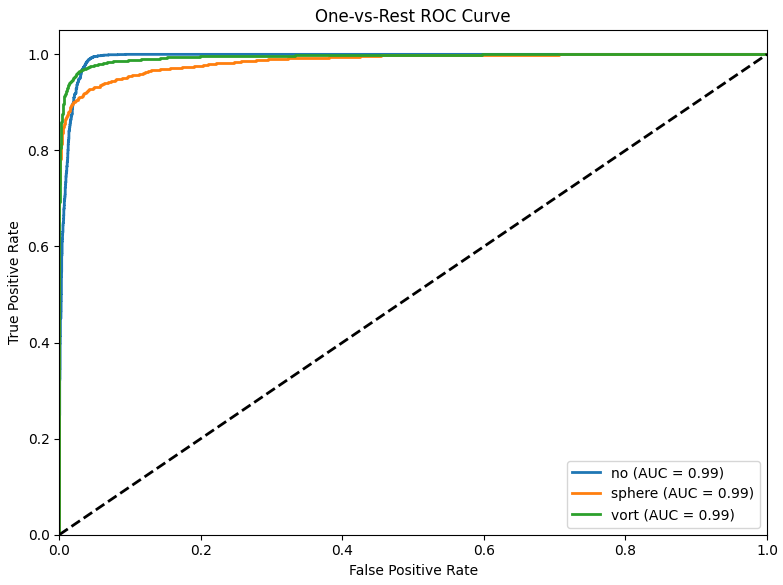 One-vs-Rest ROC Curve
True Positive Rate
1.0
0.8
0.6
0.4
0.2
0.0
no (AUC = 0.99)
sphere (AUC = 0.99)
vort (AUC = 0.99)
0.0 0.2 0.4 0.6 0.8 1.0
False Positive Rate